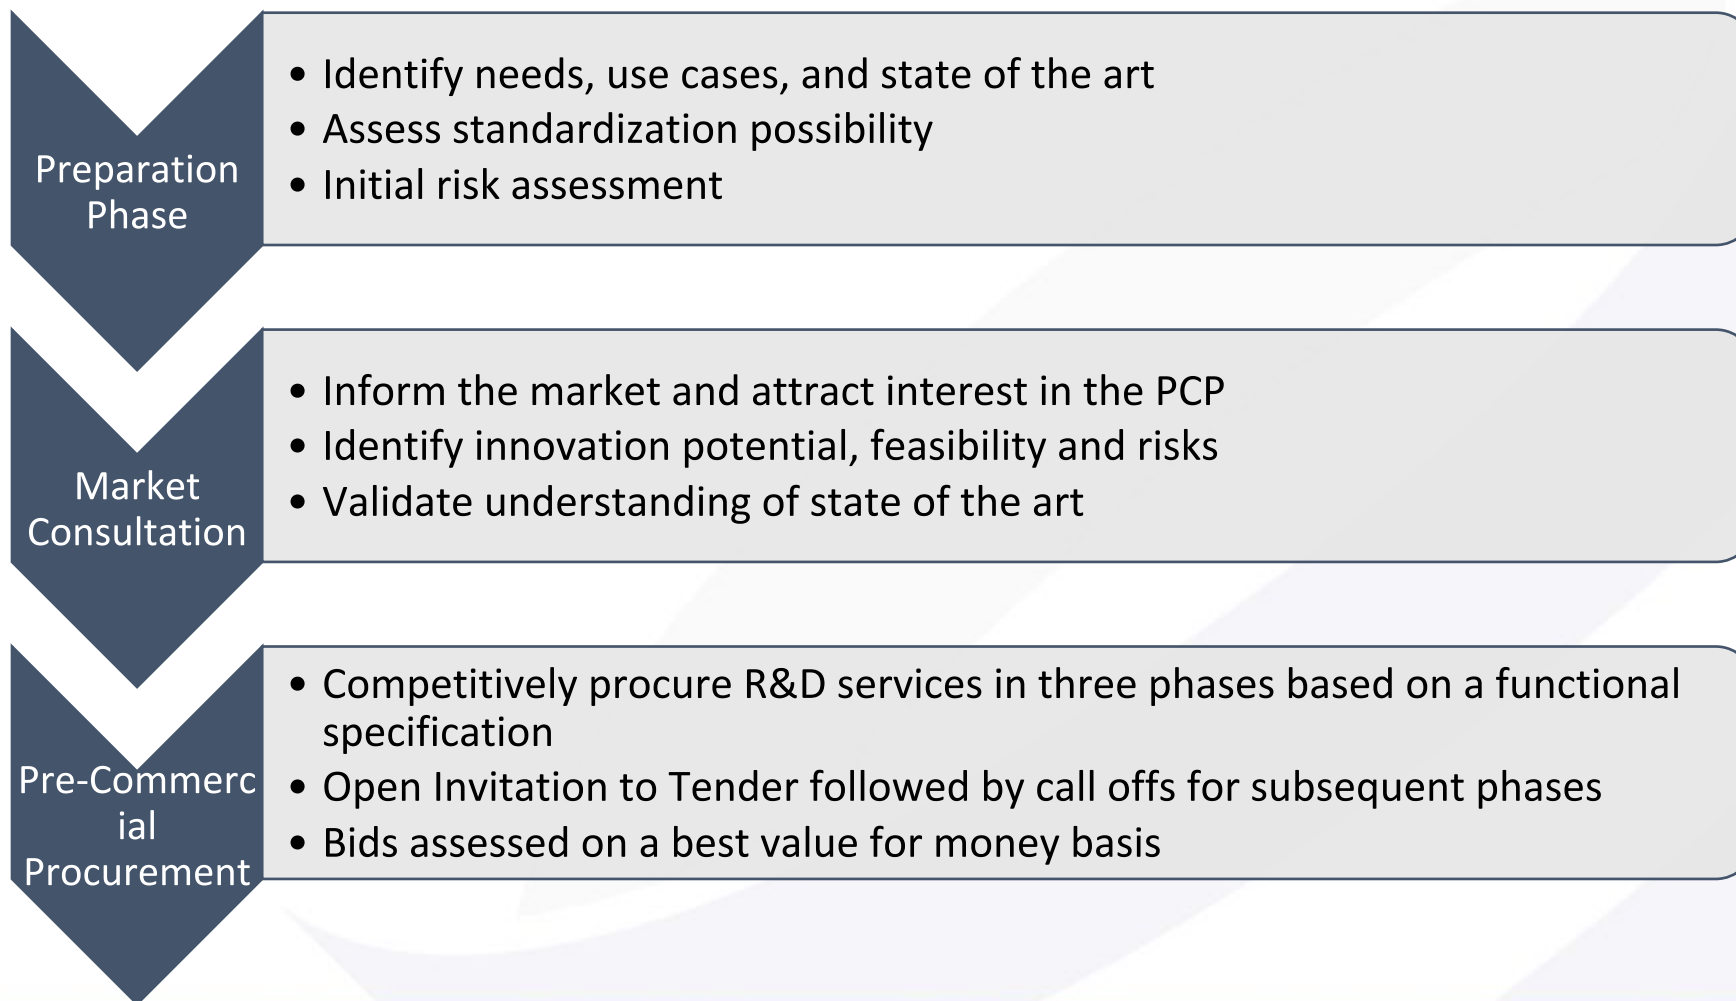 Preparation
Phase
• Identify needs, use cases, and state of the art
• Assess standardization possibility
• Initial risk assessment
Market
Consultation
• Inform the market and attract interest in the PCP
• Identify innovation potential, feasibility and risks
• Validate understanding of state of the art
Pre-Commerc
ial
Procurement
• Competitively procure R&D services in three phases based on a functional
specification
• Open Invitation to Tender followed by call offs for subsequent phases
• Bids assessed on a best value for money basis